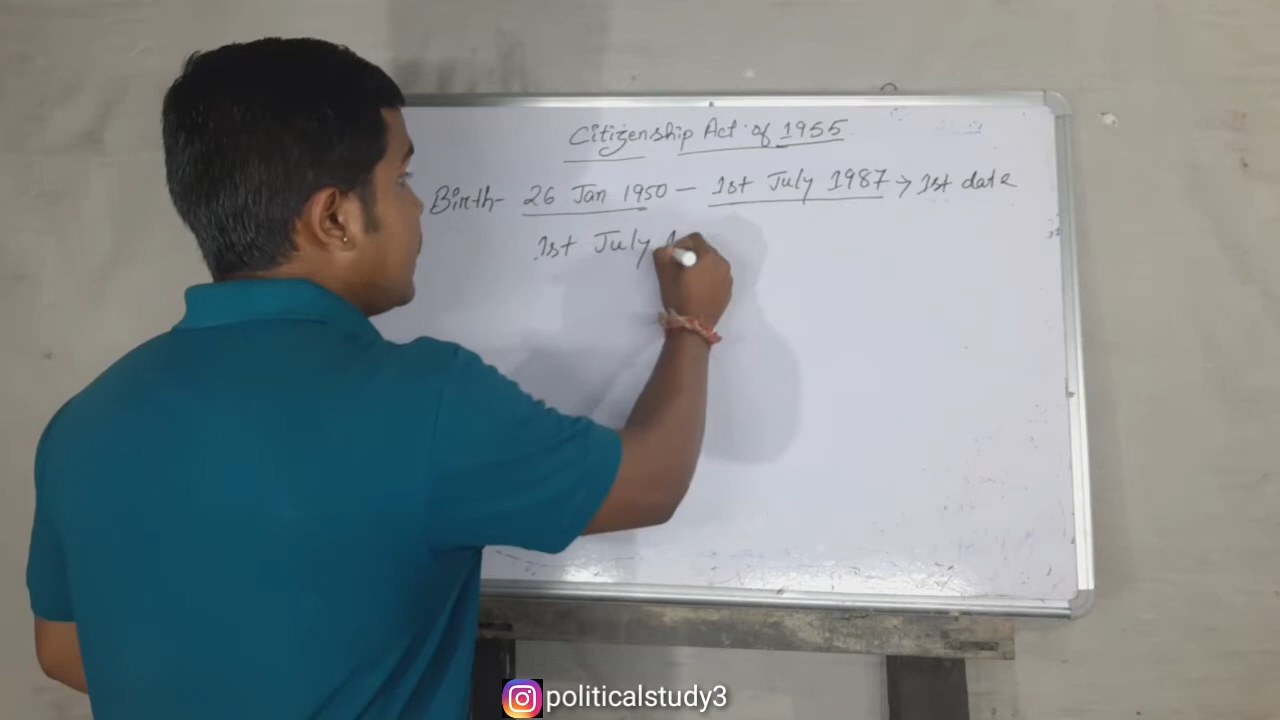 Citizenship Act of 1955
Birth- 26 Jan 1950 — 1st July 1987 → 1st date
1st July
politicalstudy3